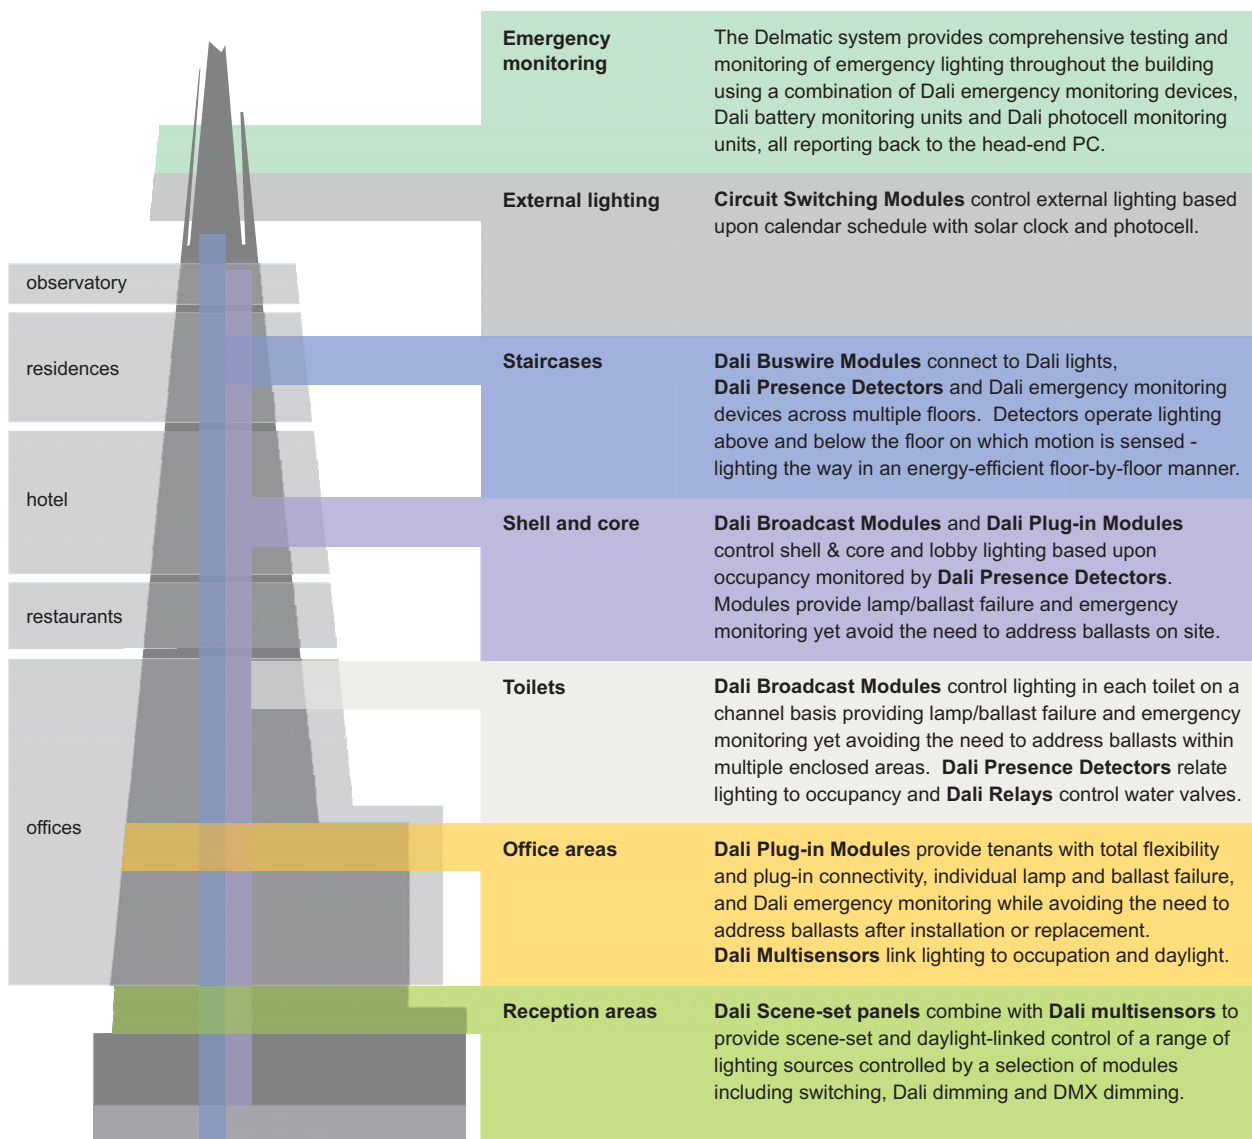 Emergency
monitoring
The Delmatic system provides comprehensive testing and
monitoring of emergency lighting throughout the building
using a combination of Dali emergency monitoring devices,
Dali battery monitoring units and Dali photocell monitoring
units, all reporting back to the head-end PC.
External lighting
Circuit Switching Modules control external lighting based
upon calendar schedule with solar clock and photocell.
observatory
residences
hotel
restaurants
offices
Staircases
Dali Buswire Modules connect to Dali lights,
Dali Presence Detectors and Dali emergency monitoring
devices across multiple floors.  Detectors operate lighting
above and below the floor on which motion is sensed -
lighting the way in an energy-efficient floor-by-floor manner.
Shell and core
Dali Broadcast Modules and Dali Plug-in Modules
control shell & core and lobby lighting based upon
occupancy monitored by Dali Presence Detectors.
Modules provide lamp/ballast failure and emergency
monitoring yet avoid the need to address ballasts on site.
Toilets
Dali Broadcast Modules control lighting in each toilet on a
channel basis providing lamp/ballast failure and emergency
monitoring yet avoiding the need to address ballasts within
multiple enclosed areas.  Dali Presence Detectors relate
lighting to occupancy and Dali Relays control water valves.
Office areas
Dali Plug-in Modules provide tenants with total flexibility
and plug-in connectivity, individual lamp and ballast failure,
and Dali emergency monitoring while avoiding the need to
address ballasts after installation or replacement.
Dali Multisensors link lighting to occupation and daylight.
Reception areas
Dali Scene-set panels combine with Dali multisensors to
provide scene-set and daylight-linked control of a range of
lighting sources controlled by a selection of modules
including switching, Dali dimming and DMX dimming.